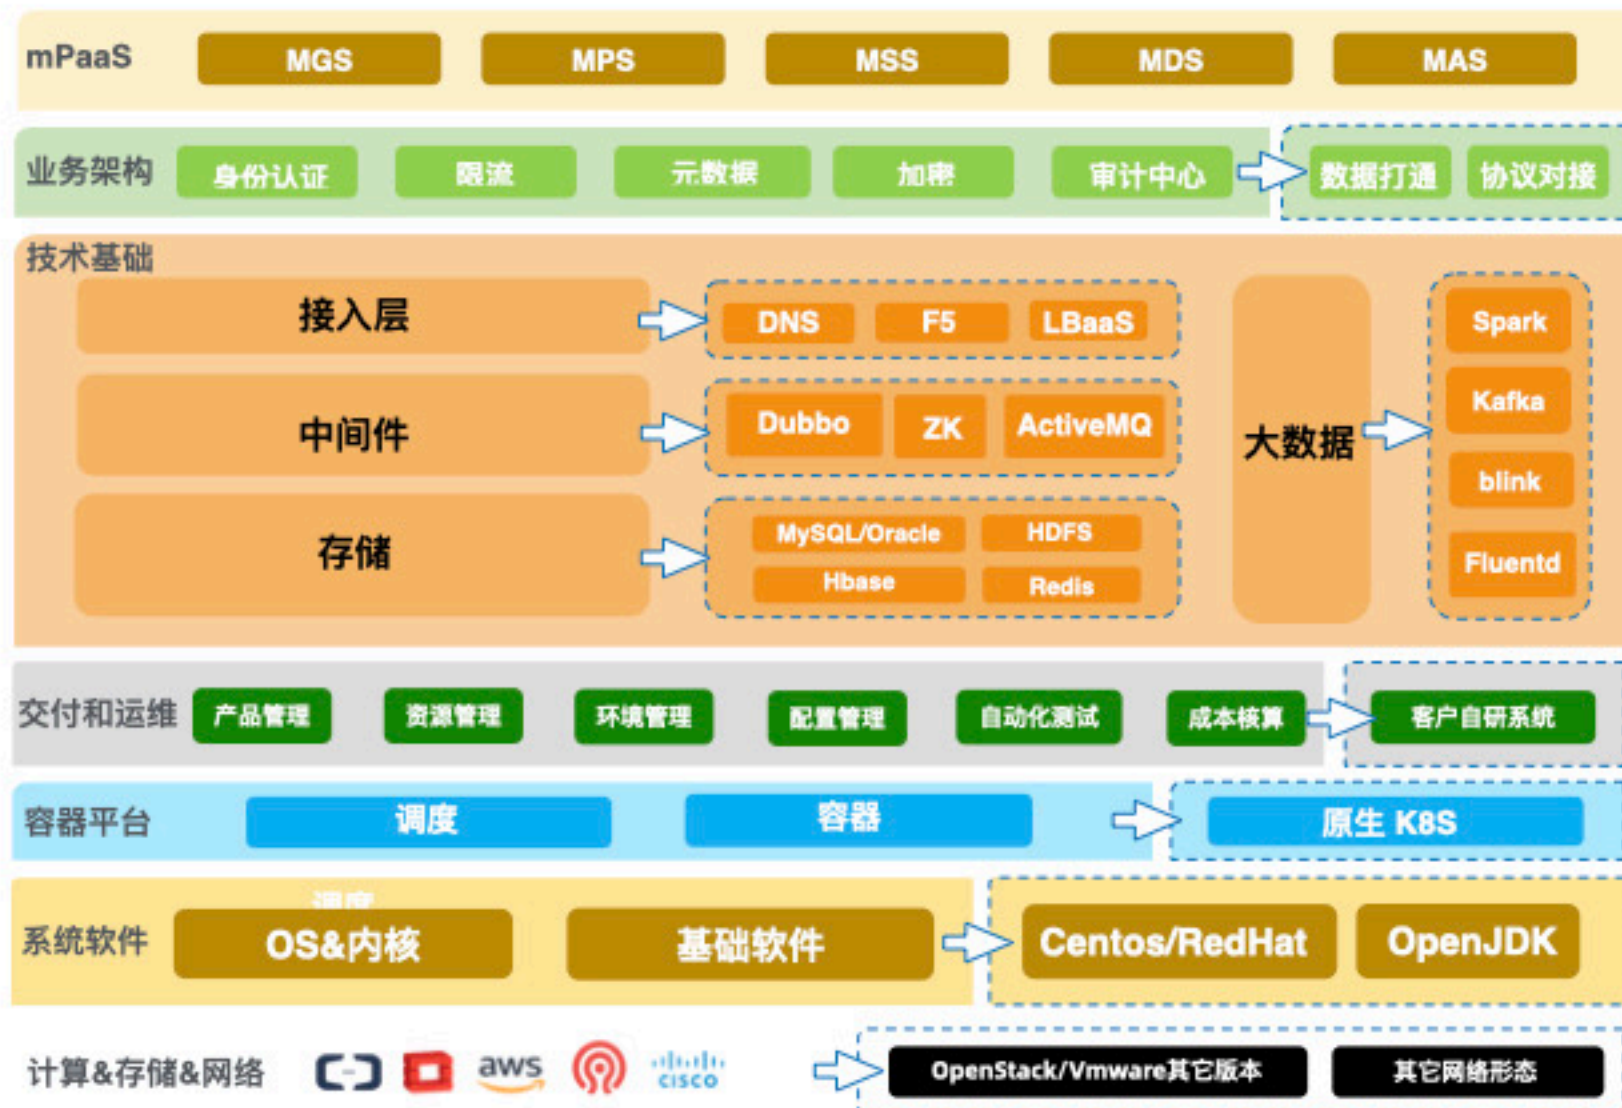 mPaaS MGS MPS MSS MDS MAS
业务架构 身份认证 限流 元数据 加密 审计中心 数据打通 协议对接
技术基础
接入层 DNS F5 LBaaS
中间件 Dubbo ZK ActiveMQ
存储 MySQL/Oracle HDFS
Hbase Redis
大数据
Spark
Kafka
blink
Fluentd
交付和运维 产品管理 资源管理 环境管理 配置管理 自动化测试 成本核算 客户自研系统
容器平台 调度 容器 原生 K8S
调度
系统软件 OS&内核 基础软件 Centos/RedHat OpenJDK
计算&存储&网络 aws CISCO OpenStack/Vmware其它版本 其它网络形态